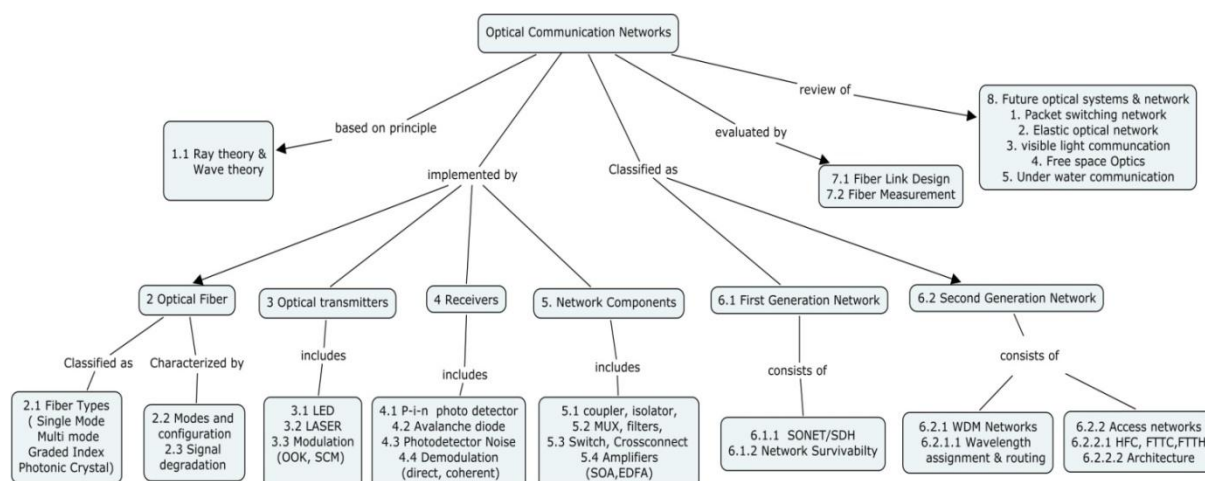 Optical Communication Networks
review of
8. Future optical systems & network
1. Packet switching network
2. Elastic optical network
3. visible light communcation
4. Free space Optics
5. Under water communication
based on principle
evaluated by
1.1 Ray theory &
Wave theory
implemented by
Classified as
7.1 Fiber Link Design
7.2 Fiber Measurement
2 Optical Fiber
3 Optical transmitters
4 Receivers
5. Network Components
6.1 First Generation Network
6.2 Second Generation Network
Classified as
Characterized by
includes
includes
includes
consists of
consists of
2.1 Fiber Types
( Single Mode
Multi mode
Graded Index
Photonic Crystal)
2.2 Modes and
configuration
2.3 Signal
degradation
3.1 LED
3.2 LASER
3.3 Modulation
(OOK, SCM)
4.1 P-i-n photo detector
4.2 Avalanche diode
4.3 Photodetector Noise
4.4 Demodulation
(direct, coherent)
5.1 coupler, isolator,
5.2 MUX, filters,
5.3 Switch, Crossconnect
5.4 Amplifiers
(SOA,EDFA)
6.1.1 SONET/SDH
6.1.2 Network Survivabilty
6.2.1 WDM Networks
6.2.1.1 Wavelength
assignment & routing
6.2.2 Access networks
6.2.2.1 HFC, FTTC,FTTH
6.2.2.2 Architecture